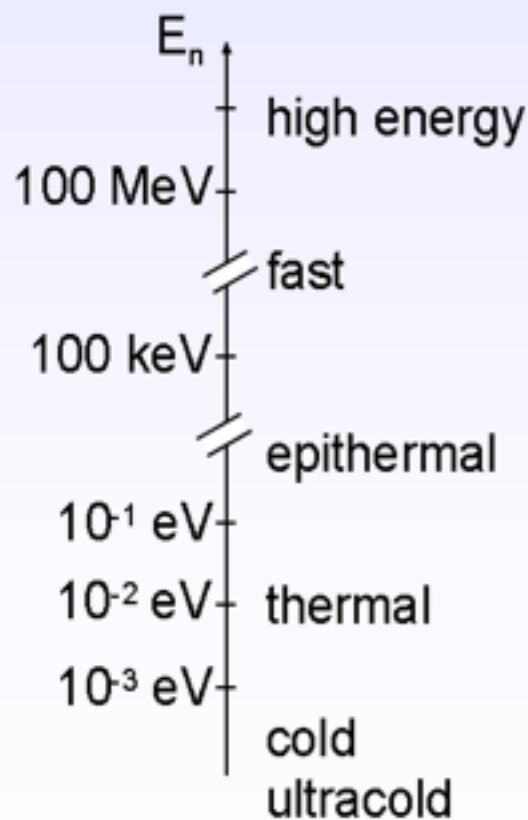 Eₙ
high energy
100 MeV
fast
100 keV
epithermal
10⁻¹ eV
10⁻² eV thermal
10⁻³ eV
cold
ultracold